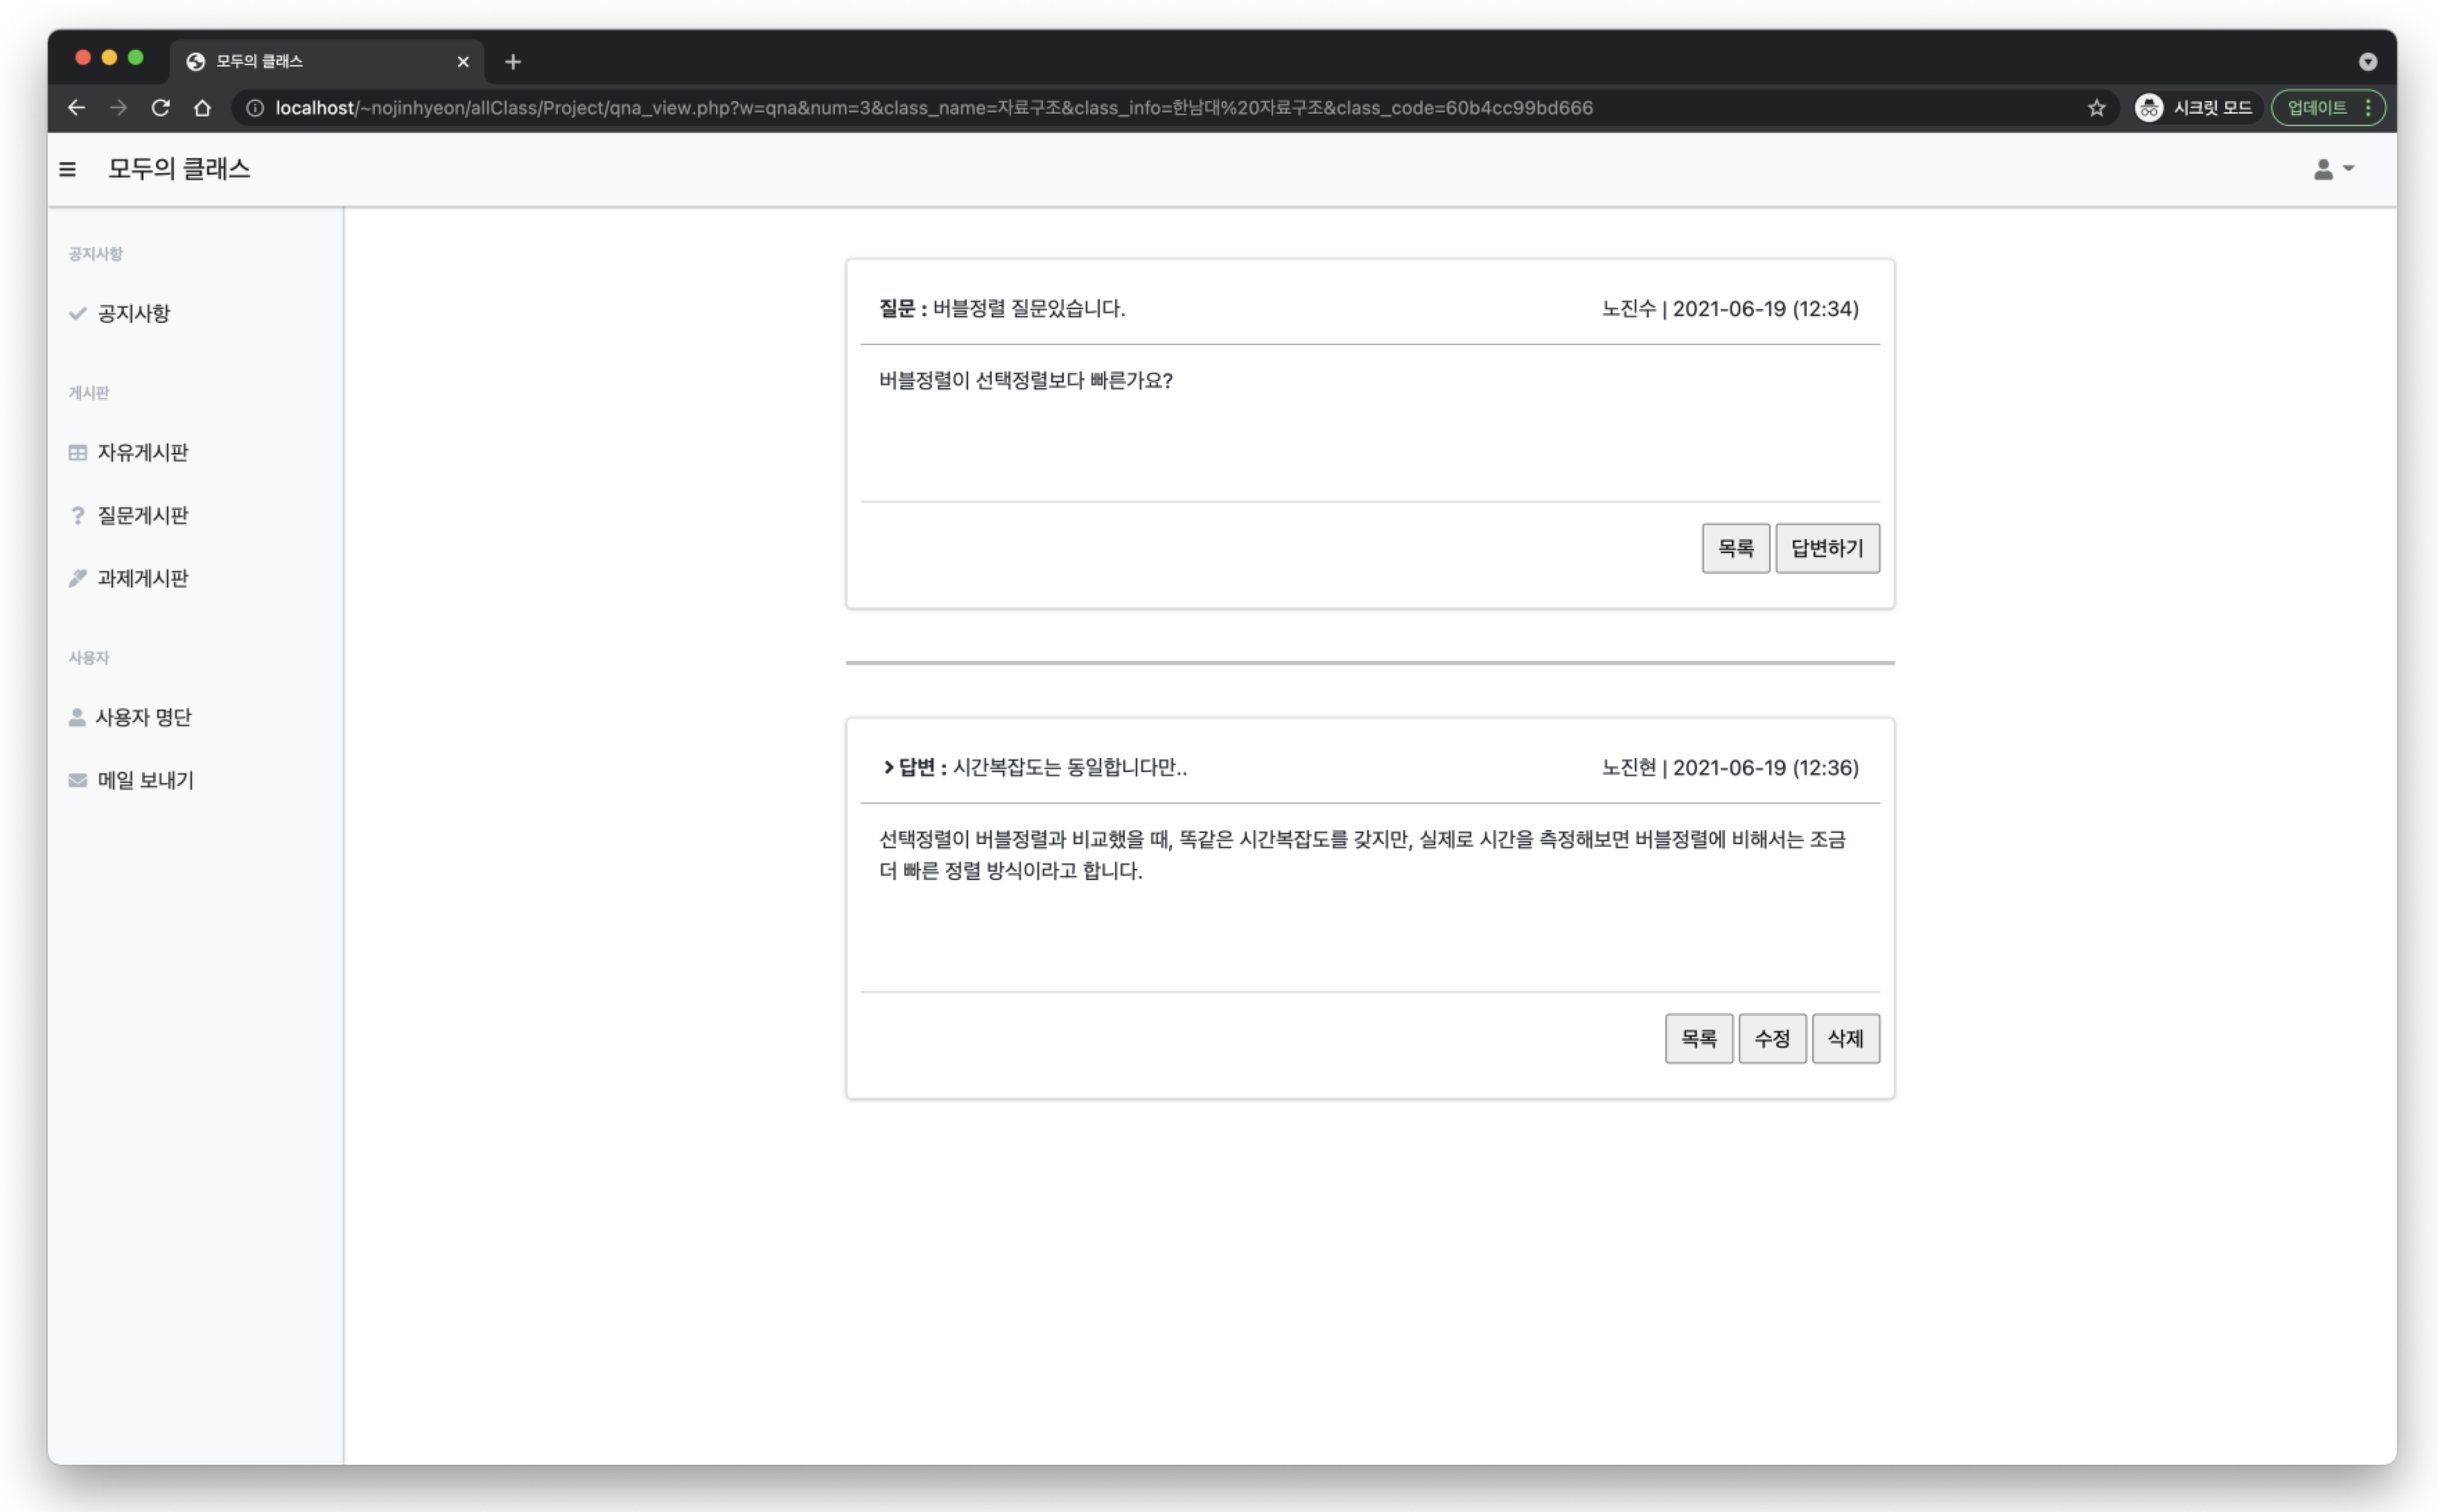 모두의 클래스
localhost/~nojinhyeon/allClass/Project/qna_view.php?w=qna&num=3&class_name=자료구조&class_info=한남대%20자료구조&class_code=60b4cc99bd666
시크릿 모드
업데이트
모두의 클래스
공지사항
공지사항
게시판
자유게시판
질문게시판
과제게시판
사용자
사용자 명단
메일 보내기
질문 : 버블정렬 질문있습니다.
노진수 | 2021-06-19 (12:34)
버블정렬이 선택정렬보다 빠른가요?
목록 답변하기
답변 : 시간복잡도는 동일합니다만..
노진현 | 2021-06-19 (12:36)
선택정렬이 버블정렬과 비교했을 때, 똑같은 시간복잡도를 갖지만, 실제로 시간을 측정해보면 버블정렬에 비해서는 조금
더 빠른 정렬 방식이라고 합니다.
목록 수정 삭제